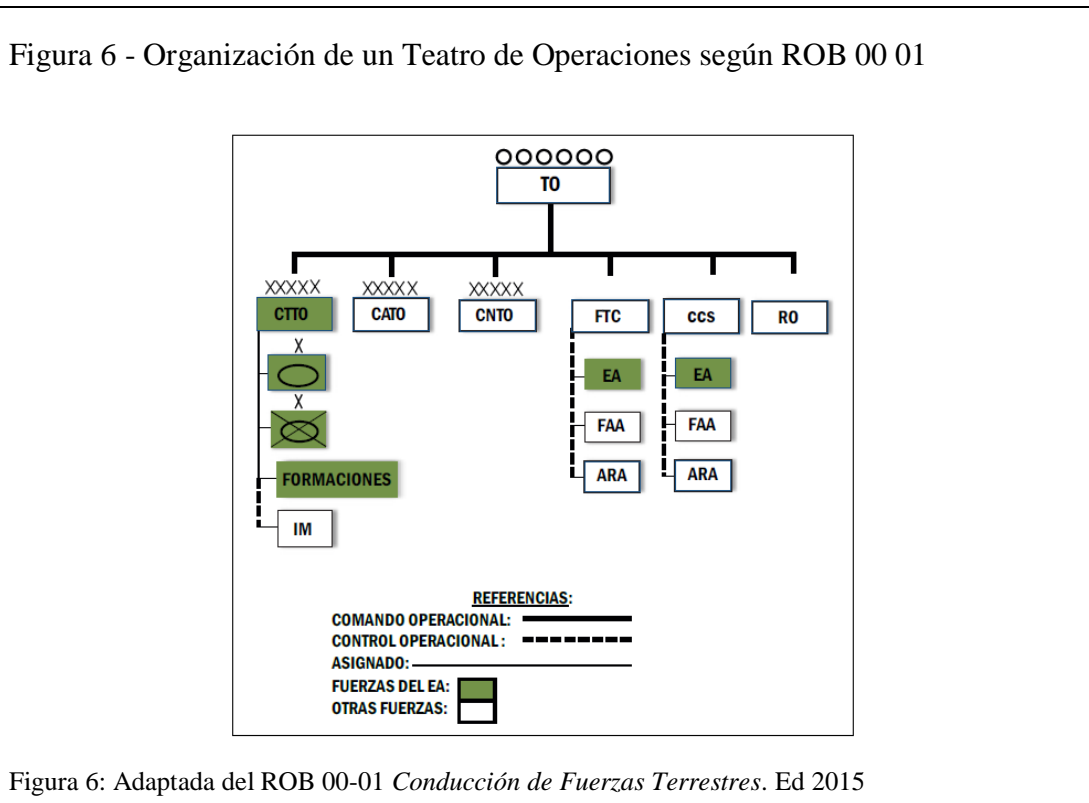 Figura 6 - Organización de un Teatro de Operaciones según ROB 00 01
TO
XXXXX XXXXX XXXXX
CTTO CATO CNTO FTC CCS RO
X
EA EA
X
FAA FAA
FORMACIONES ARA ARA
IM
REFERENCIAS:
COMANDO OPERACIONAL:
CONTROL OPERACIONAL:
ASIGNADO:
FUERZAS DEL EA:
OTRAS FUERZAS:
Figura 6: Adaptada del ROB 00-01 Conducción de Fuerzas Terrestres. Ed 2015